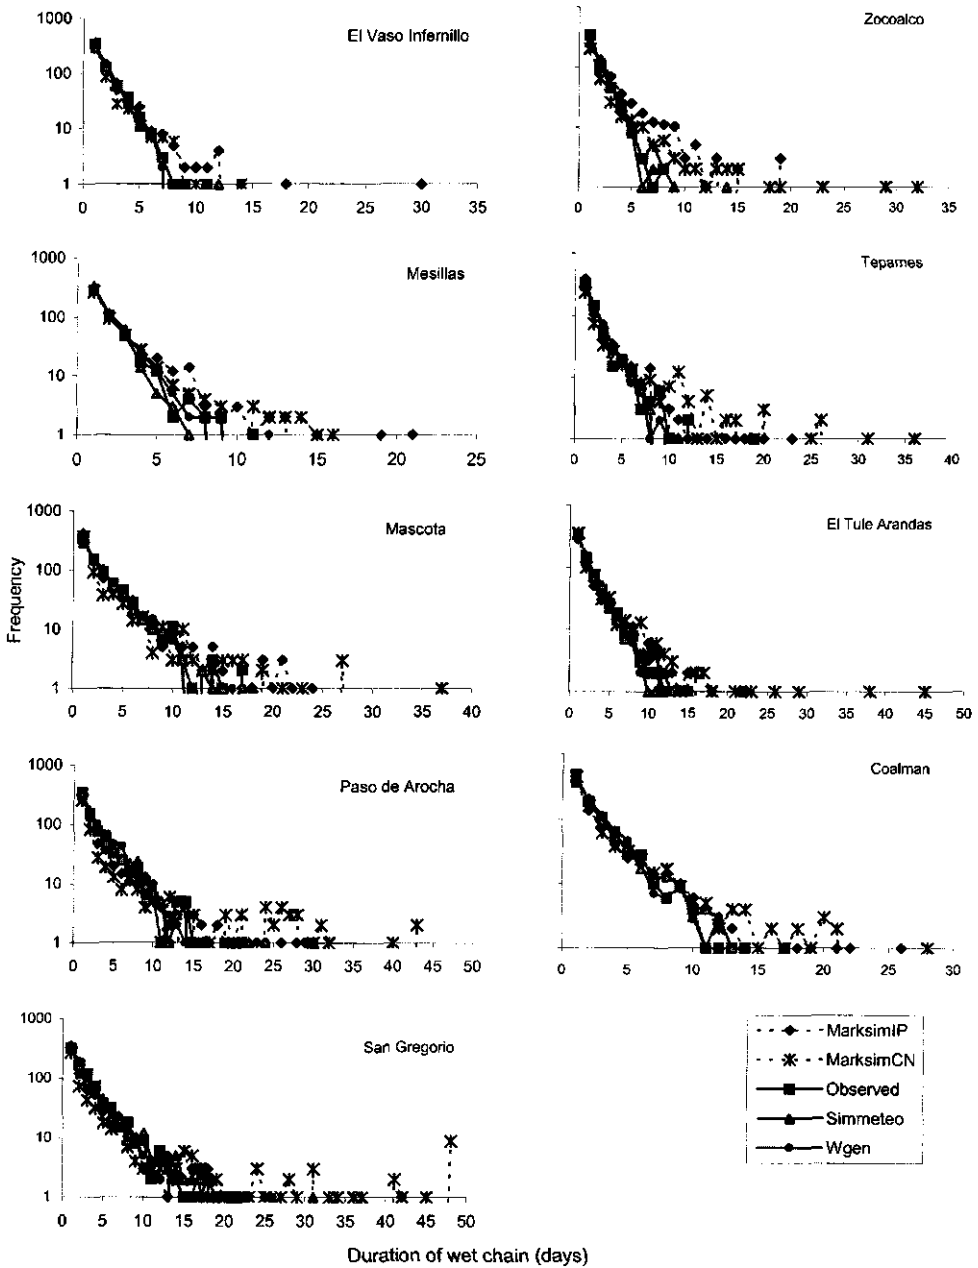 El Vaso Infernillo
1000
100
10
1
0 5 10 15 20 25 30 35
Zocoalco
0 5 10 15 20 25 30 35
Mesillas
1000
100
10
1
0 5 10 15 20 25
Tepames
0 5 10 15 20 25 30 35 40
Mascota
1000
100
10
1
0 5 10 15 20 25 30 35 40
El Tule Arandas
0 5 10 15 20 25 30 35 40 45 50
Paso de Arocha
1000
100
10
1
0 5 10 15 20 25 30 35 40 45 50
Coalman
0 5 10 15 20 25 30
San Gregorio
1000
100
10
1
0 5 10 15 20 25 30 35 40 45 50
MarksimIP
MarksimCN
Observed
Simmeteo
Wgen
Frequency
Duration of wet chain (days)